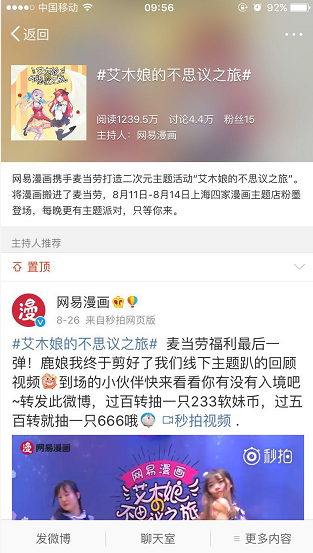 中国移动 09:56 92%
返回
#艾木娘的不思议之旅#
阅读1239.5万 讨论4.4万 粉丝15
主持人：网易漫画
网易漫画携手麦当劳打造二次元主题活动“艾木娘的不思议之旅”。
将漫画搬进了麦当劳，8月11日-8月14日上海四家漫画主题店粉墨
登场，每晚更有主题派对，只等你来。
主持人推荐
置顶
漫
网易漫画
8-26 来自秒拍网页版
#艾木娘的不思议之旅# 麦当劳福利最后一
弹！鹿娘我终于剪好了我们线下主题趴的回顾
视频 到场的小伙伴快来看看你有没有入境吧
~转发此微博，过百转抽一只233软妹币，过五
百转就抽一只666哦 秒拍视频 .
漫 网易漫画 秒拍
网易漫画
艾木娘
的
不思议之旅
发微博 聊天室 更多内容